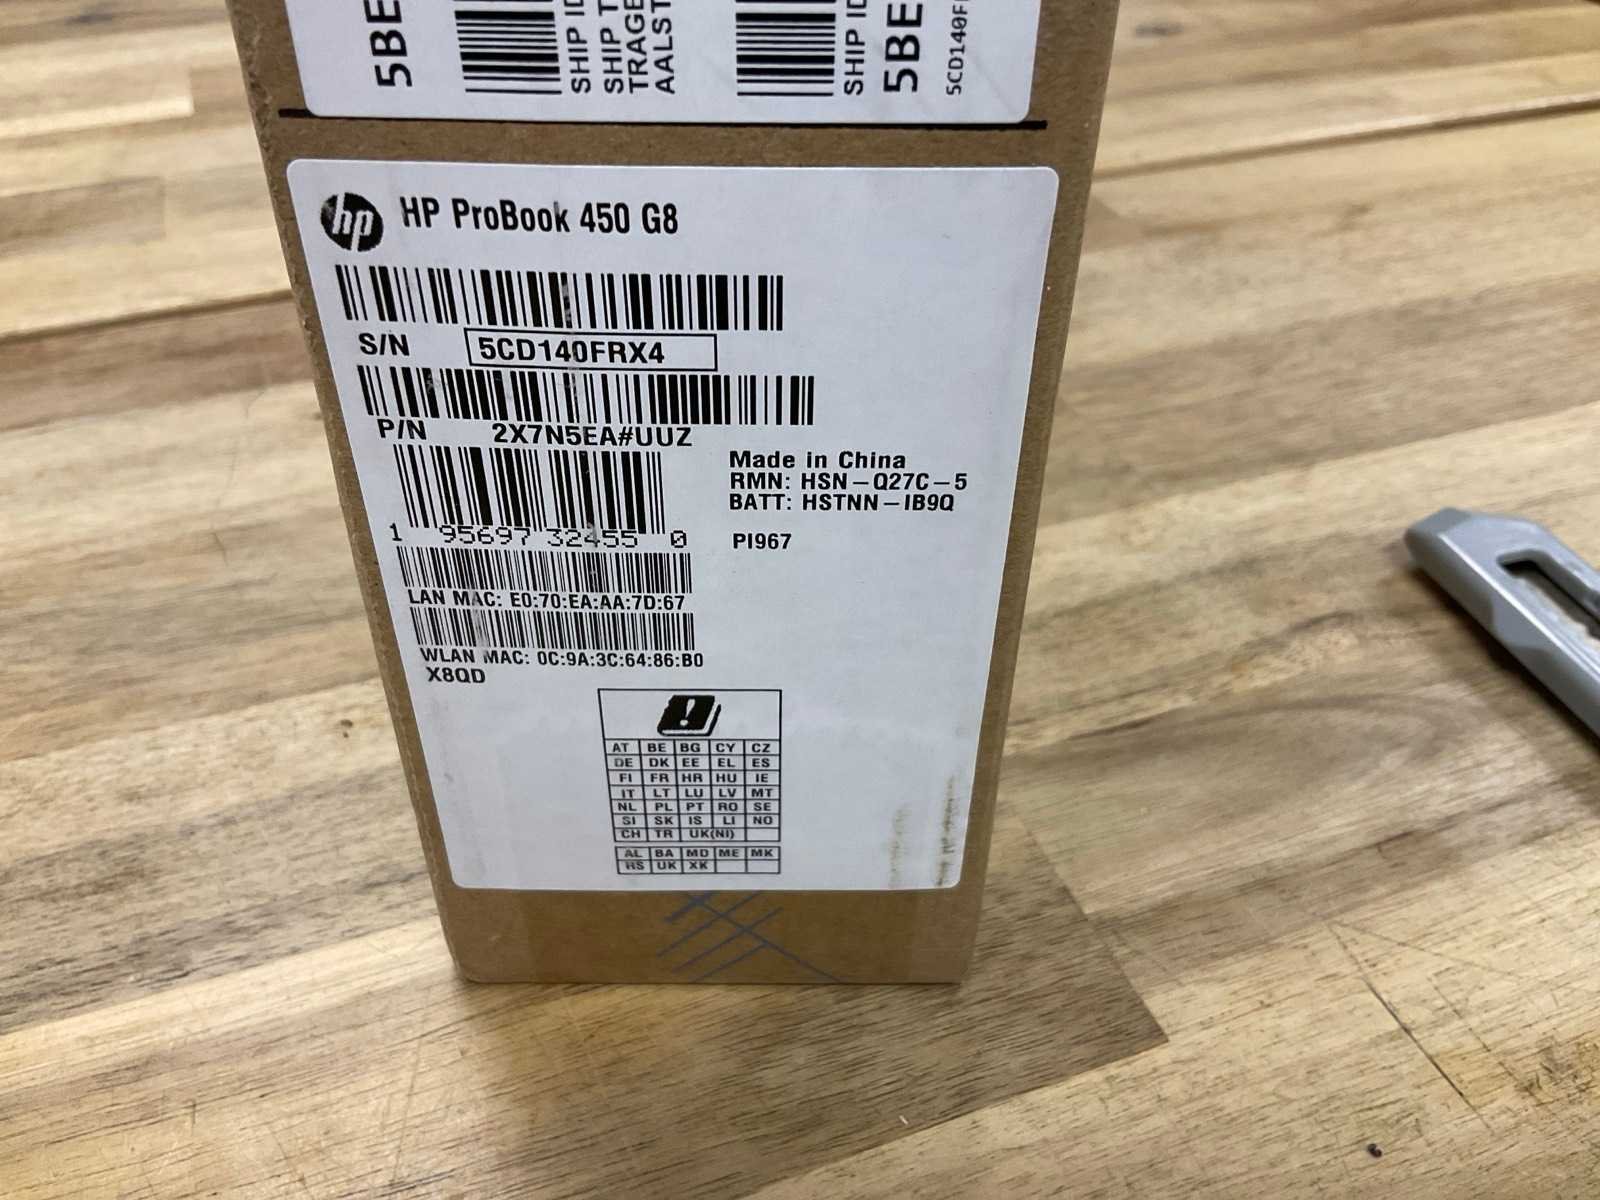 5BE
SHIP ID
SHIP T
TRAGE
AALST
SHIP ID
5BE
5CD140F
hp
HP ProBook 450 G8
S/N 5CD140FRX4
P/N 2X7N5EA#UUZ
1 95697 32455 0
LAN MAC: E0:70:EA:AA:7D:67
WLAN MAC: 0C:9A:3C:64:86:B0
X8QD
Made in China
RMN: HSN-Q27C-5
BATT: HSTNN-IB9Q
PI967
!
AT BE BG CY CZ
DE DK EE EL ES
FI FR HR HU IE
IT LT LU LV MT
NL PL PT RO SE
SI SK IS LI NO
CH TR UK(NI)
AL BA MD ME MK
RS UK XK